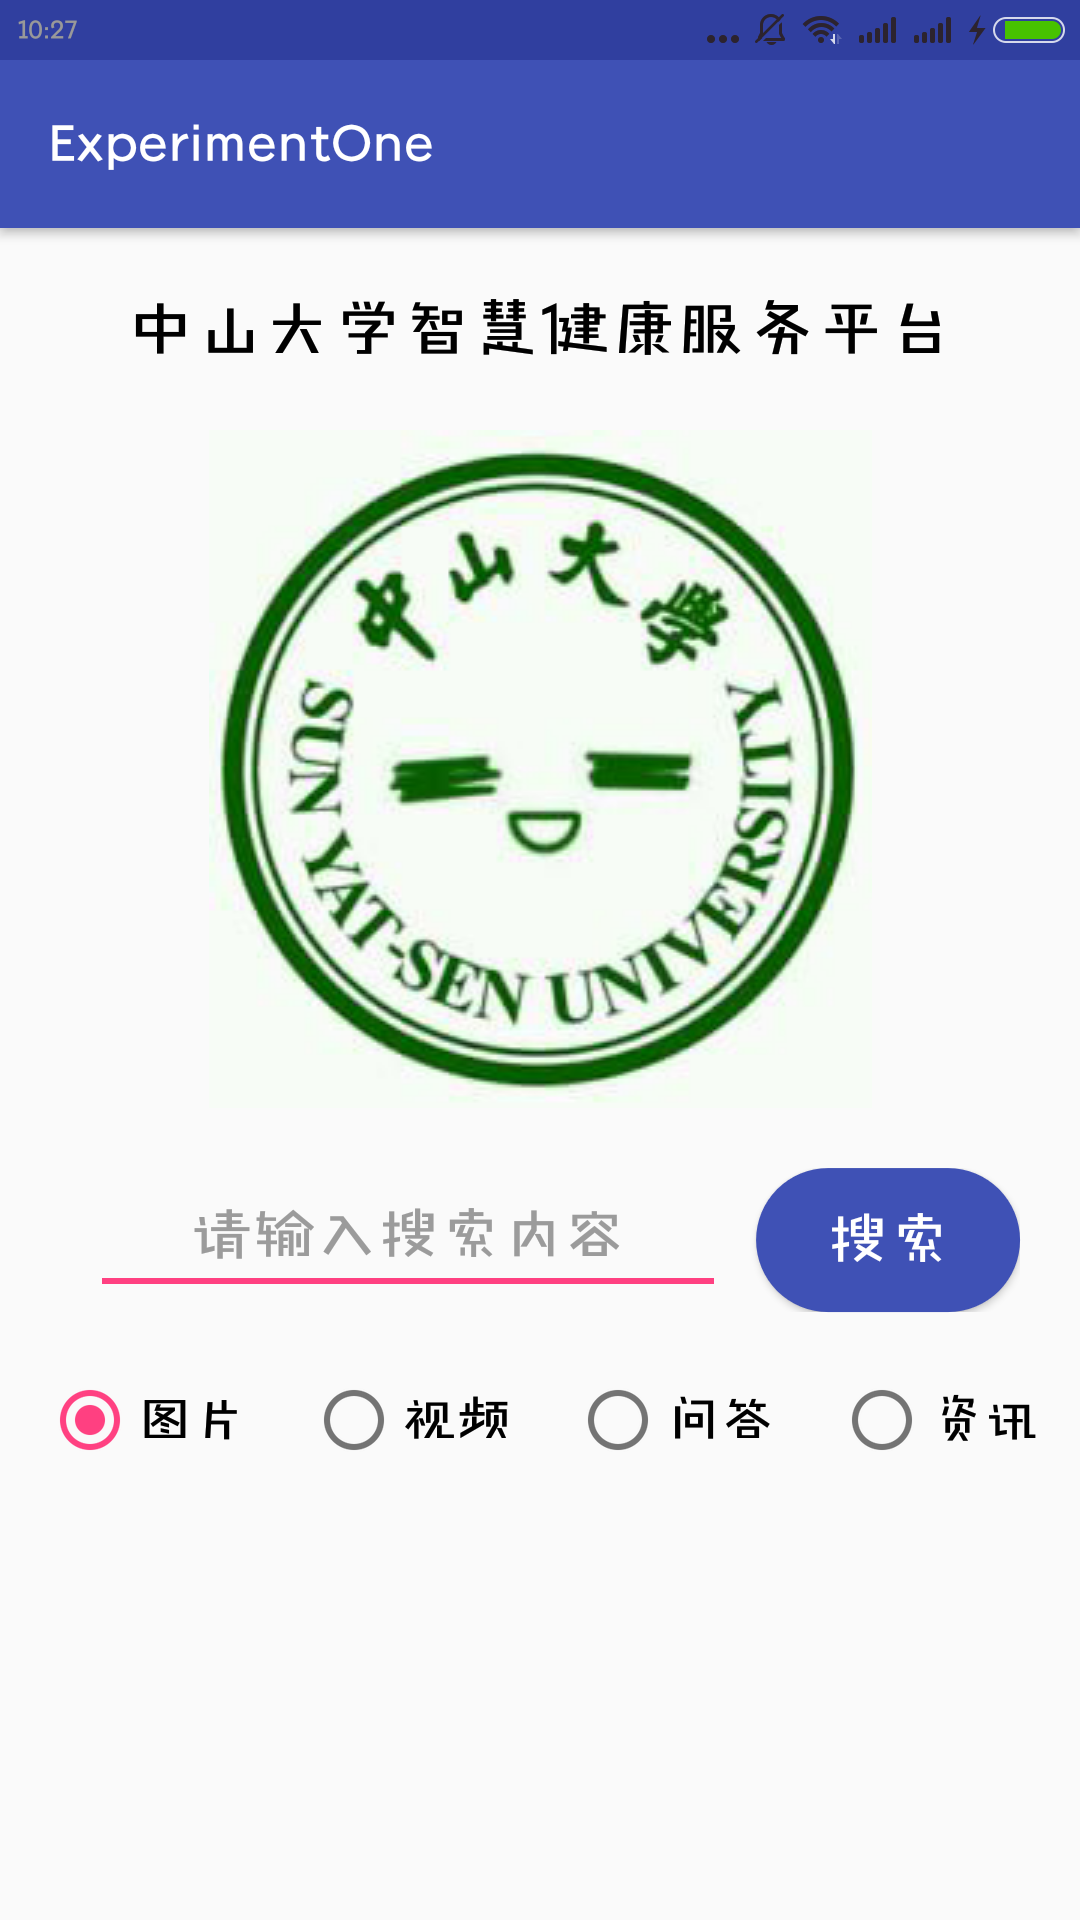 10:27
ExperimentOne
中山大学智慧健康服务平台
中山大學
SUN YAT-SEN UNIVERSITY
请输入搜索内容
搜索
图片 视频 问答 资讯